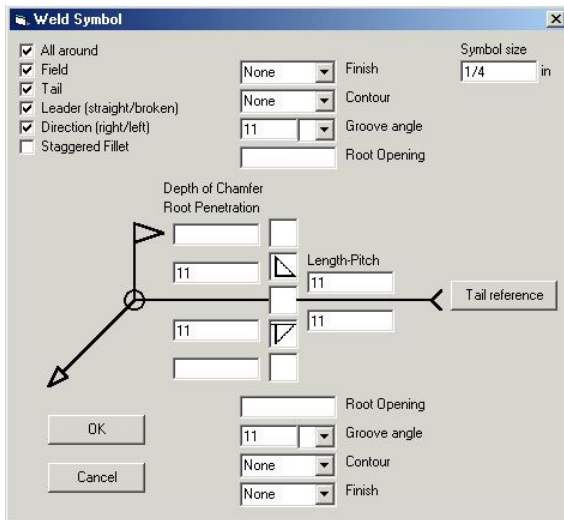 Weld Symbol
All around
Field
Tail
Leader (straight/broken)
Direction (right/left)
Staggered Fillet
None Finish
None Contour
11 Groove angle
Root Opening
Symbol size
1/4 in
Depth of Chamfer
Root Penetration
11
Length-Pitch
11
Tail reference
11
11
Root Opening
11 Groove angle
None Contour
None Finish
OK
Cancel